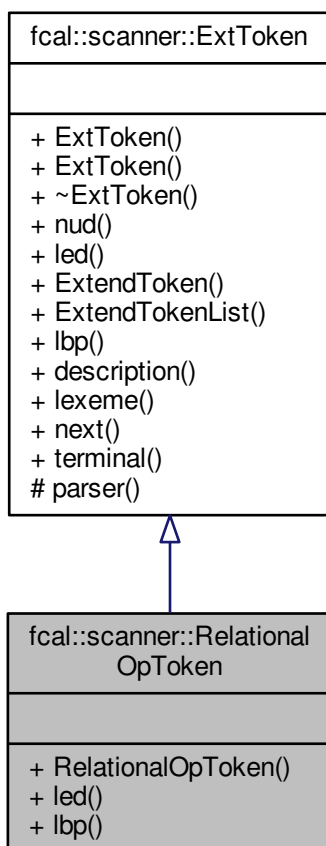 fcal::scanner::ExtToken
+ ExtToken()
+ ExtToken()
+ ~ExtToken()
+ nud()
+ led()
+ ExtendToken()
+ ExtendTokenList()
+ lbp()
+ description()
+ lexeme()
+ next()
+ terminal()
# parser()
fcal::scanner::Relational
OpToken
+ RelationalOpToken()
+ led()
+ lbp()